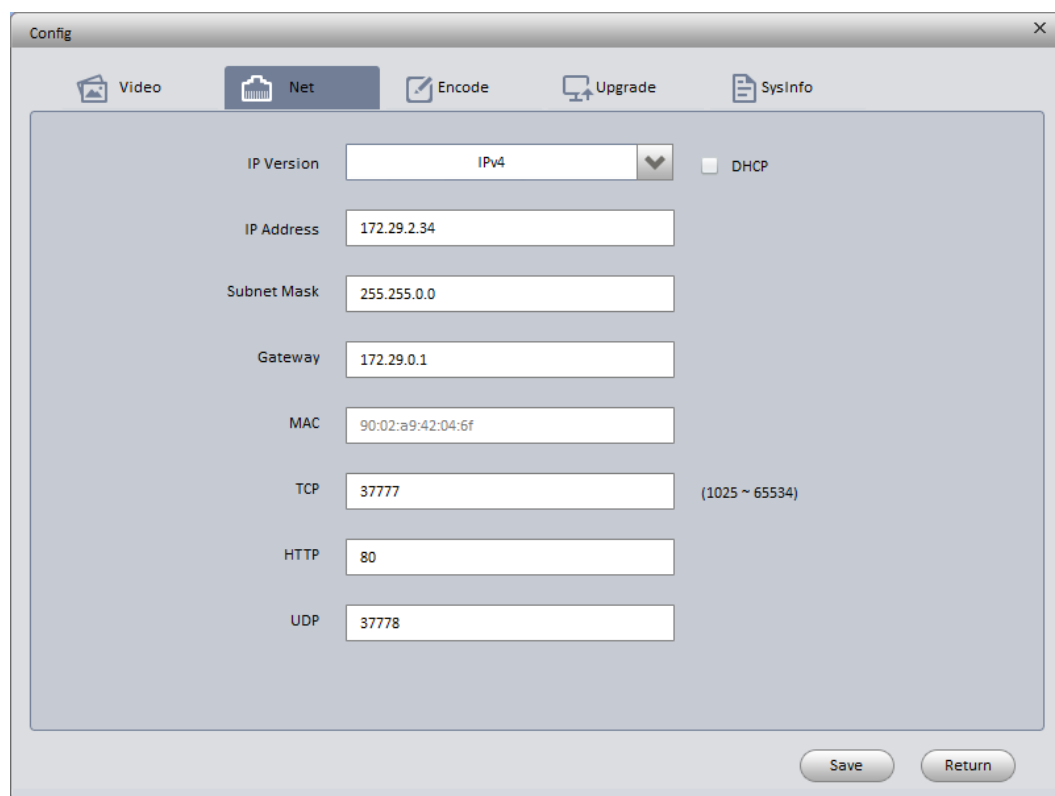 Config
Video Net Encode Upgrade SysInfo
IP Version IPv4 DHCP
IP Address 172.29.2.34
Subnet Mask 255.255.0.0
Gateway 172.29.0.1
MAC 90:02:a9:42:04:6f
TCP 37777 (1025 ~ 65534)
HTTP 80
UDP 37778
Save Return